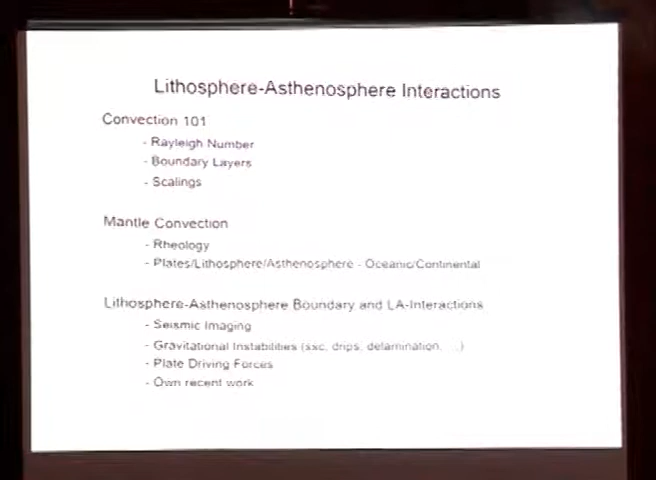 Lithosphere-Asthenosphere Interactions
Convection 101
- Rayleigh Number
- Boundary Layers
- Scalings
Mantle Convection
- Rheology
- Plates/Lithosphere/Asthenosphere - Oceanic/Continental
Lithosphere-Asthenosphere Boundary and LA-Interactions
- Seismic Imaging
- Gravitational Instabilities (ssc, drips, delamination, ...)
- Plate Driving Forces
- Own recent work